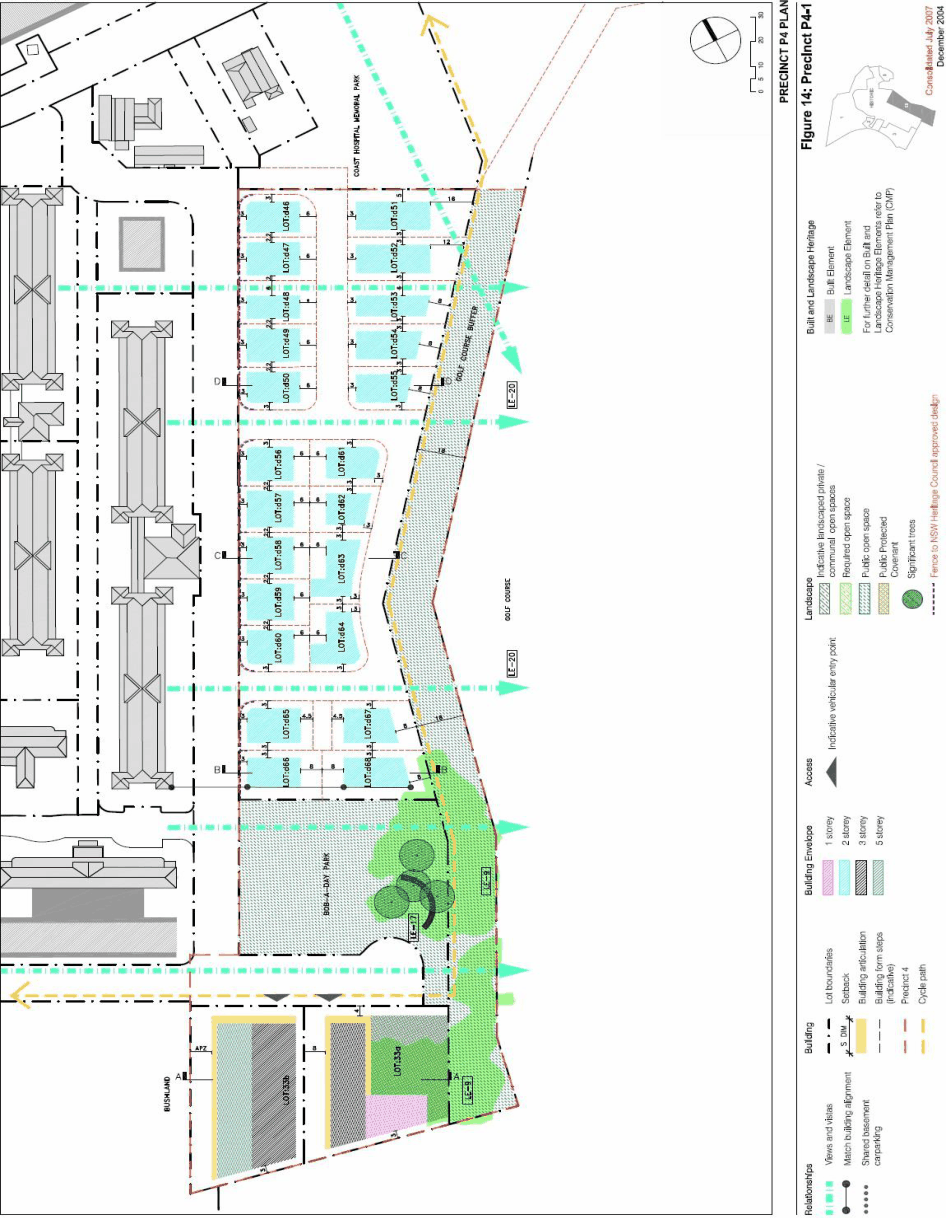 PRECINCT P4 PLAN
Figure 14: Precinct P4-1
Consolidated July 2007
December 2004
0 5 10 20 30
COAST HOSPITAL MEMORIAL PARK
LOT:d46
LOT:d47
LOT:d48
LOT:d49
LOT:d50
LOT:d51
LOT:d52
LOT:d53
LOT:d54
LOT:d55
LOT:d56
LOT:d57
LOT:d58
LOT:d59
LOT:d60
LOT:d61
LOT:d62
LOT:d63
LOT:d64
LOT:d65
LOT:d66
LOT:d67
LOT:d68
GOLF COURSE BUFFER
LE-20
GOLF COURSE
LE-20
BOB-A-DAY PARK
LE-17
LE-9
LE-9
BUSHLAND
APZ
LOT:33b
LOT:33a
A
A
B
B
C
C
D
D
Relationships
Views and vistas
Match building alignment
Shared basement
carparking
Building
Lot boundaries
5 DIM
Setback
Building articulation
Building form steps
(indicative)
Precinct 4
Cycle path
Building Envelope
1 storey
2 storey
3 storey
5 storey
Access
Indicative vehicular entry point
Landscape
Indicative landscaped private /
communal open spaces
Required open space
Public open space
Public Protected
Covenant
Significant trees
Fence to NSW Heritage Council approved design
Built and Landscape Heritage
BE Built Element
LE Landscape Element
For further detail on Built and
Landscape Heritage Elements refer to
Conservation Management Plan (CMP)